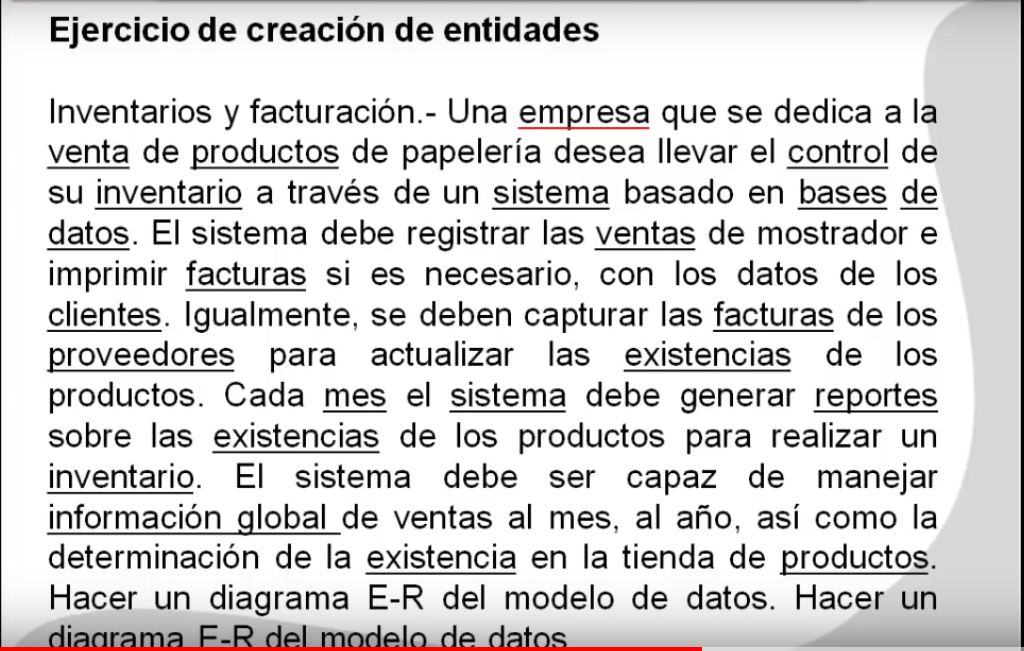 Ejercicio de creación de entidades
Inventarios y facturación.- Una empresa que se dedica a la
venta de productos de papelería desea llevar el control de
su inventario a través de un sistema basado en bases de
datos. El sistema debe registrar las ventas de mostrador e
imprimir facturas si es necesario, con los datos de los
clientes. Igualmente, se deben capturar las facturas de los
proveedores para actualizar las existencias de los
productos. Cada mes el sistema debe generar reportes
sobre las existencias de los productos para realizar un
inventario. El sistema debe ser capaz de manejar
información global de ventas al mes, al año, así como la
determinación de la existencia en la tienda de productos.
Hacer un diagrama E-R del modelo de datos. Hacer un
diagrama E-R del modelo de datos